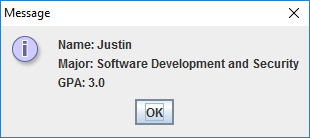 Message
Name: Justin
Major: Software Development and Security
GPA: 3.0
OK